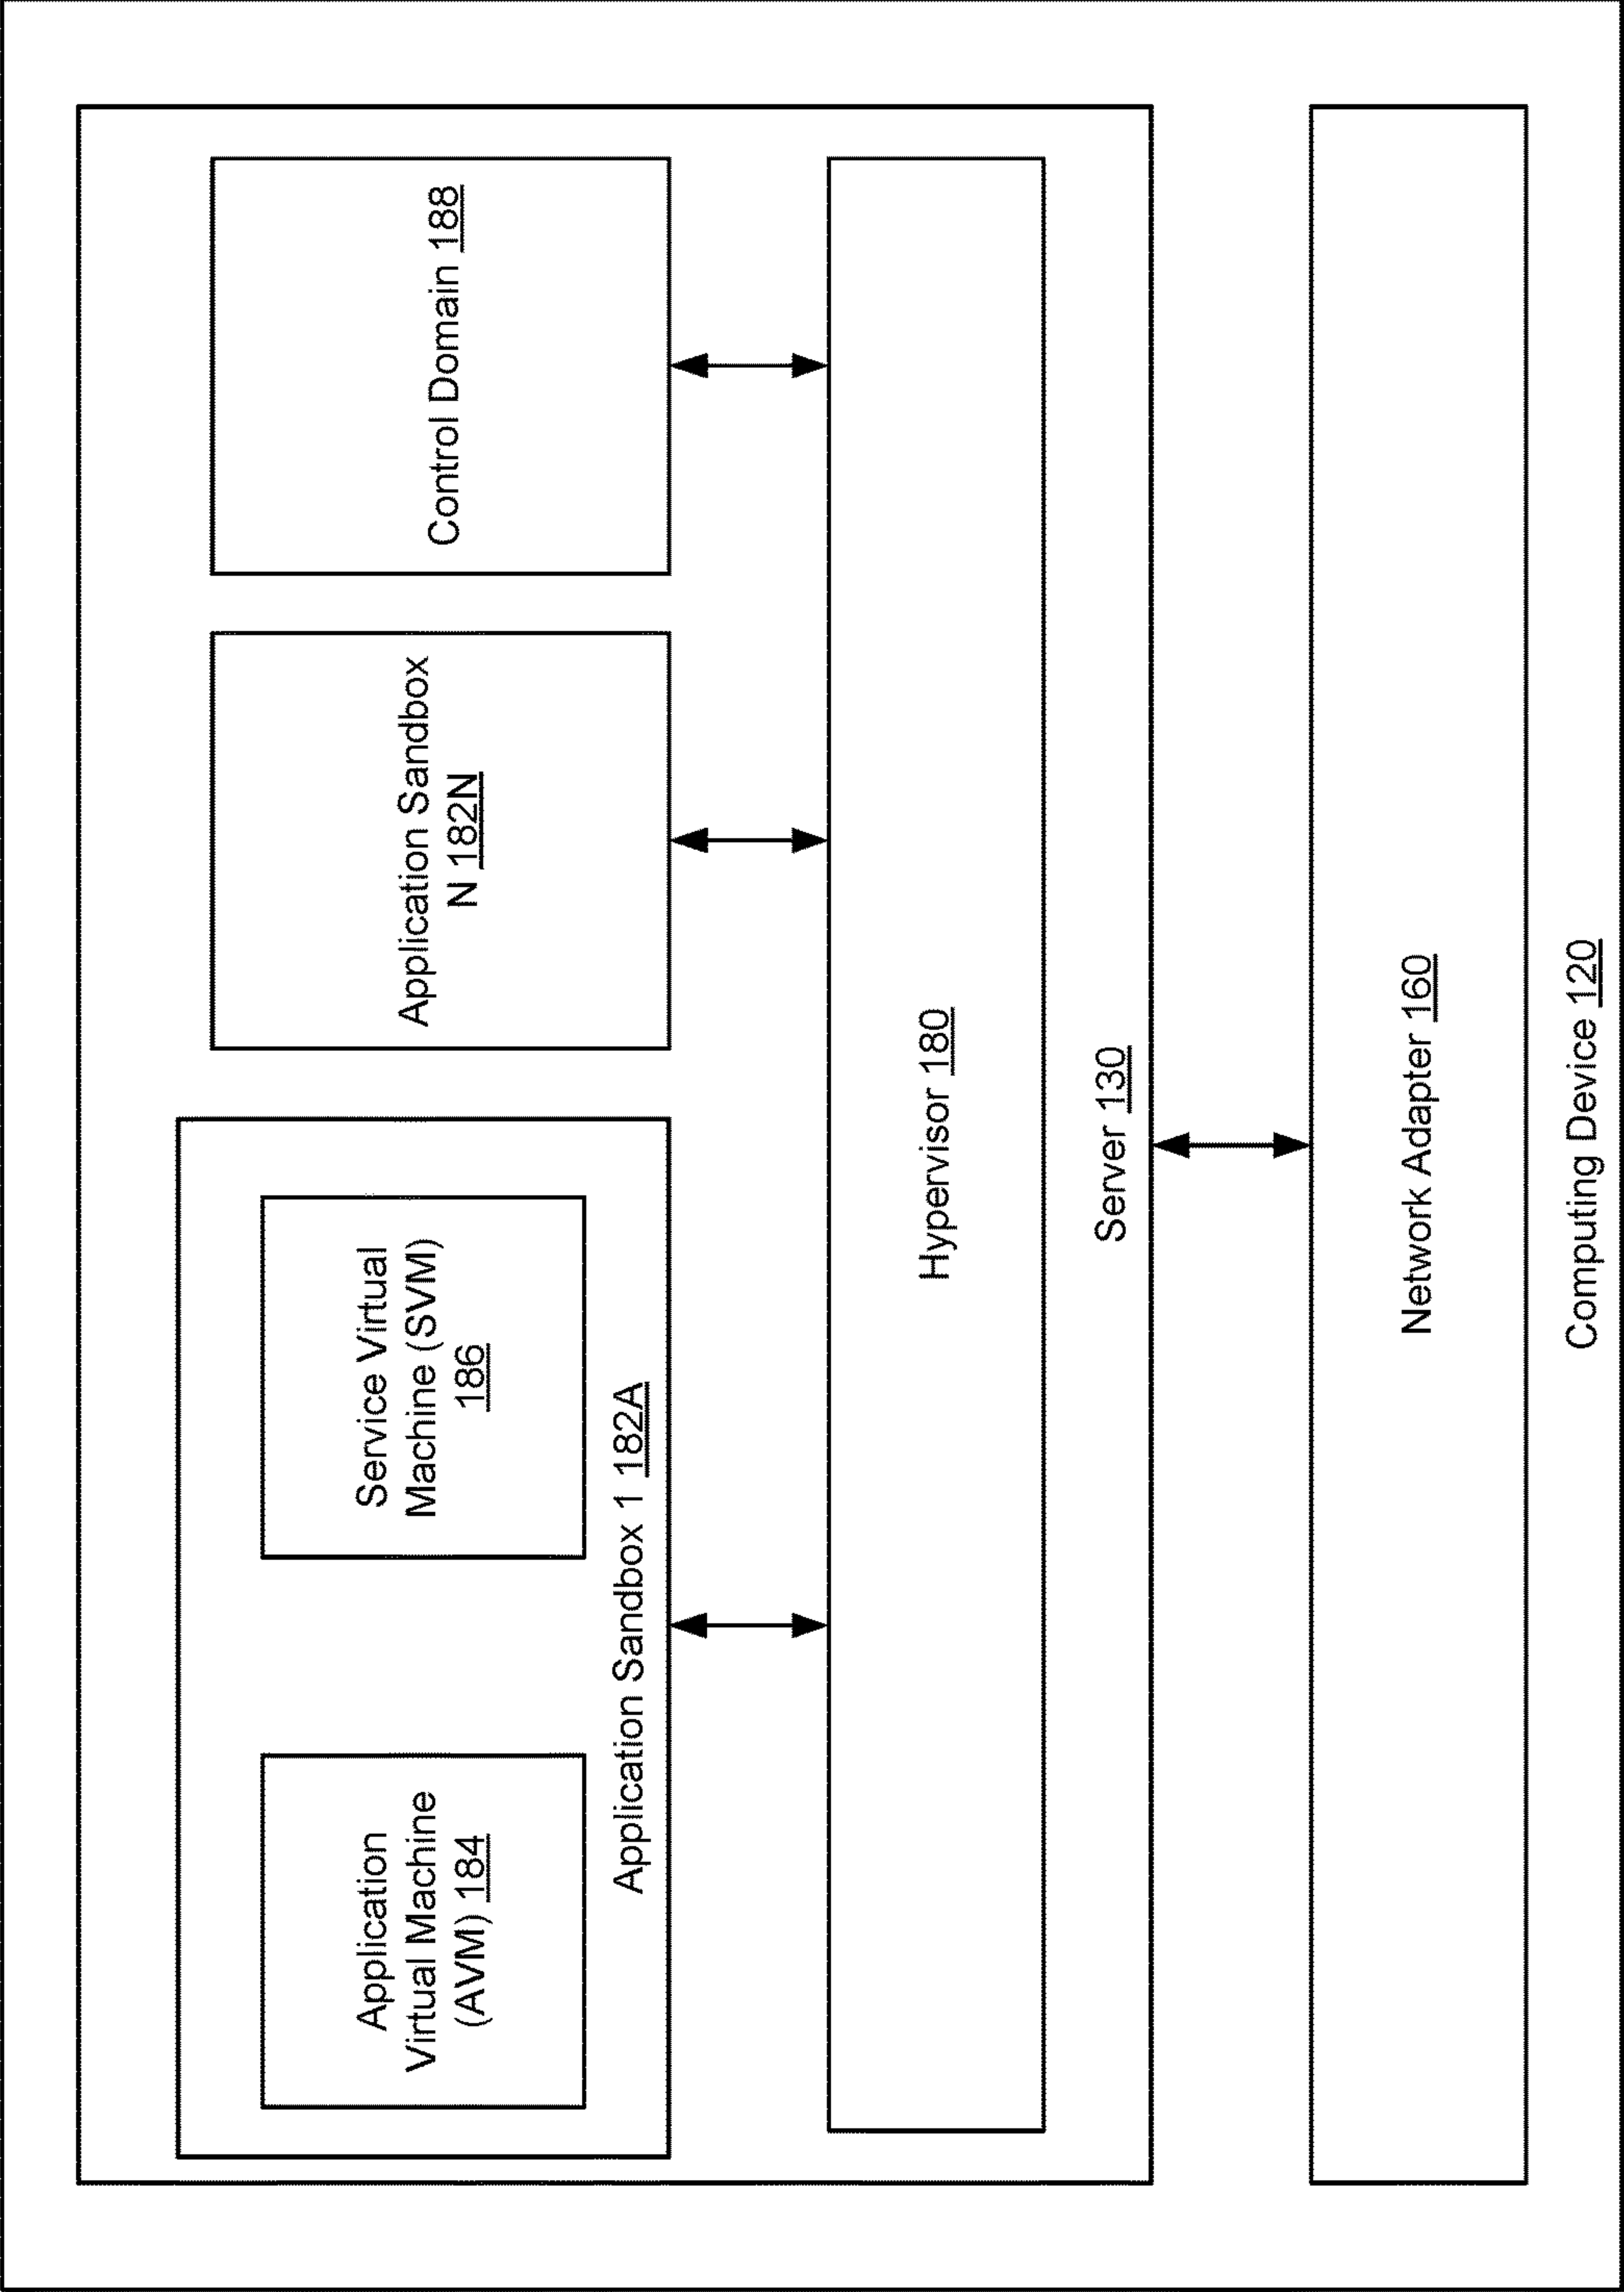 Application
Virtual Machine
(AVM) 184
Service Virtual
Machine (SVM)
186
Application Sandbox 1 182A
Application Sandbox
N 182N
Control Domain 188
Hypervisor 180
Server 130
Network Adapter 160
Computing Device 120